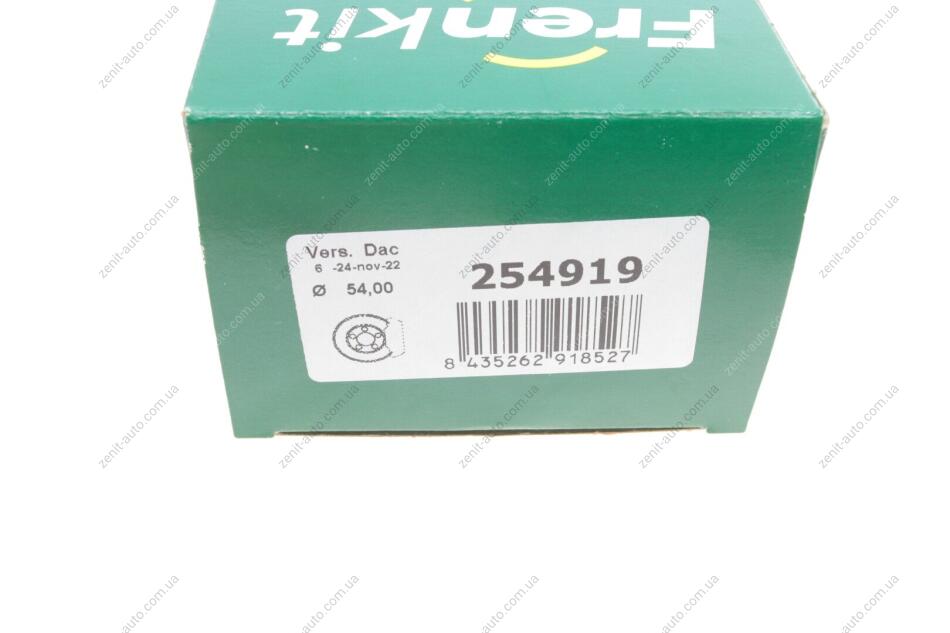 Frenkit
Vers. Dac
6 -24-nov-22
Ø 54,00
254919
8 435262 918527
zenit-auto.com.ua